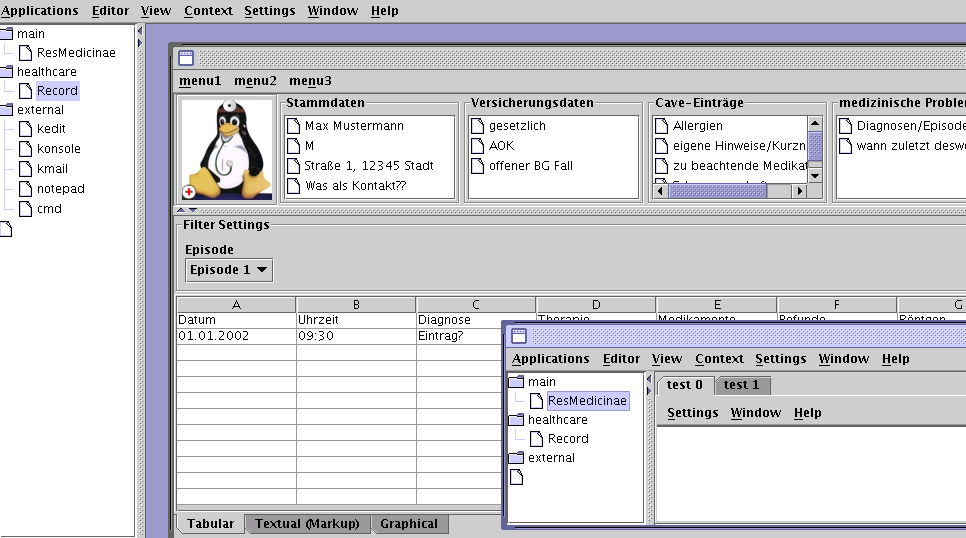 Applications Editor View Context Settings Window Help
main
ResMedicinae
healthcare
Record
external
kedit
konsole
kmail
notepad
cmd
menu1 menu2 menu3
Stammdaten
Max Mustermann
M
Straße 1, 12345 Stadt
Was als Kontakt??
Versicherungsdaten
gesetzlich
AOK
offener BG Fall
Cave-Einträge
Allergien
eigene Hinweise/Kurzn
zu beachtende Medikat
medizinische Problem
Diagnosen/Episode
wann zuletzt desw
Filter Settings
Episode
Episode 1
A B C D E F G
Datum Uhrzeit Diagnose Therapie Medikamente Befunde Röntgen
01.01.2002 09:30 Eintrag?
Tabular Textual (Markup) Graphical
Applications Editor View Context Settings Window Help
main
ResMedicinae
healthcare
Record
external
test 0 test 1
Settings Window Help